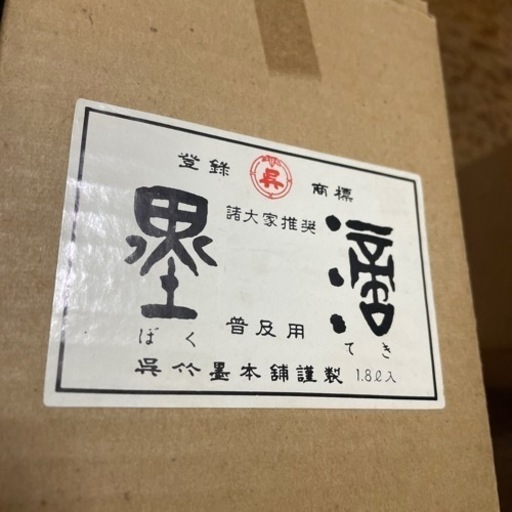 登録 呉 商標
諸大家推奨
墨滴
ばくてき
普及用
呉竹墨本舗謹製 1.8ℓ入